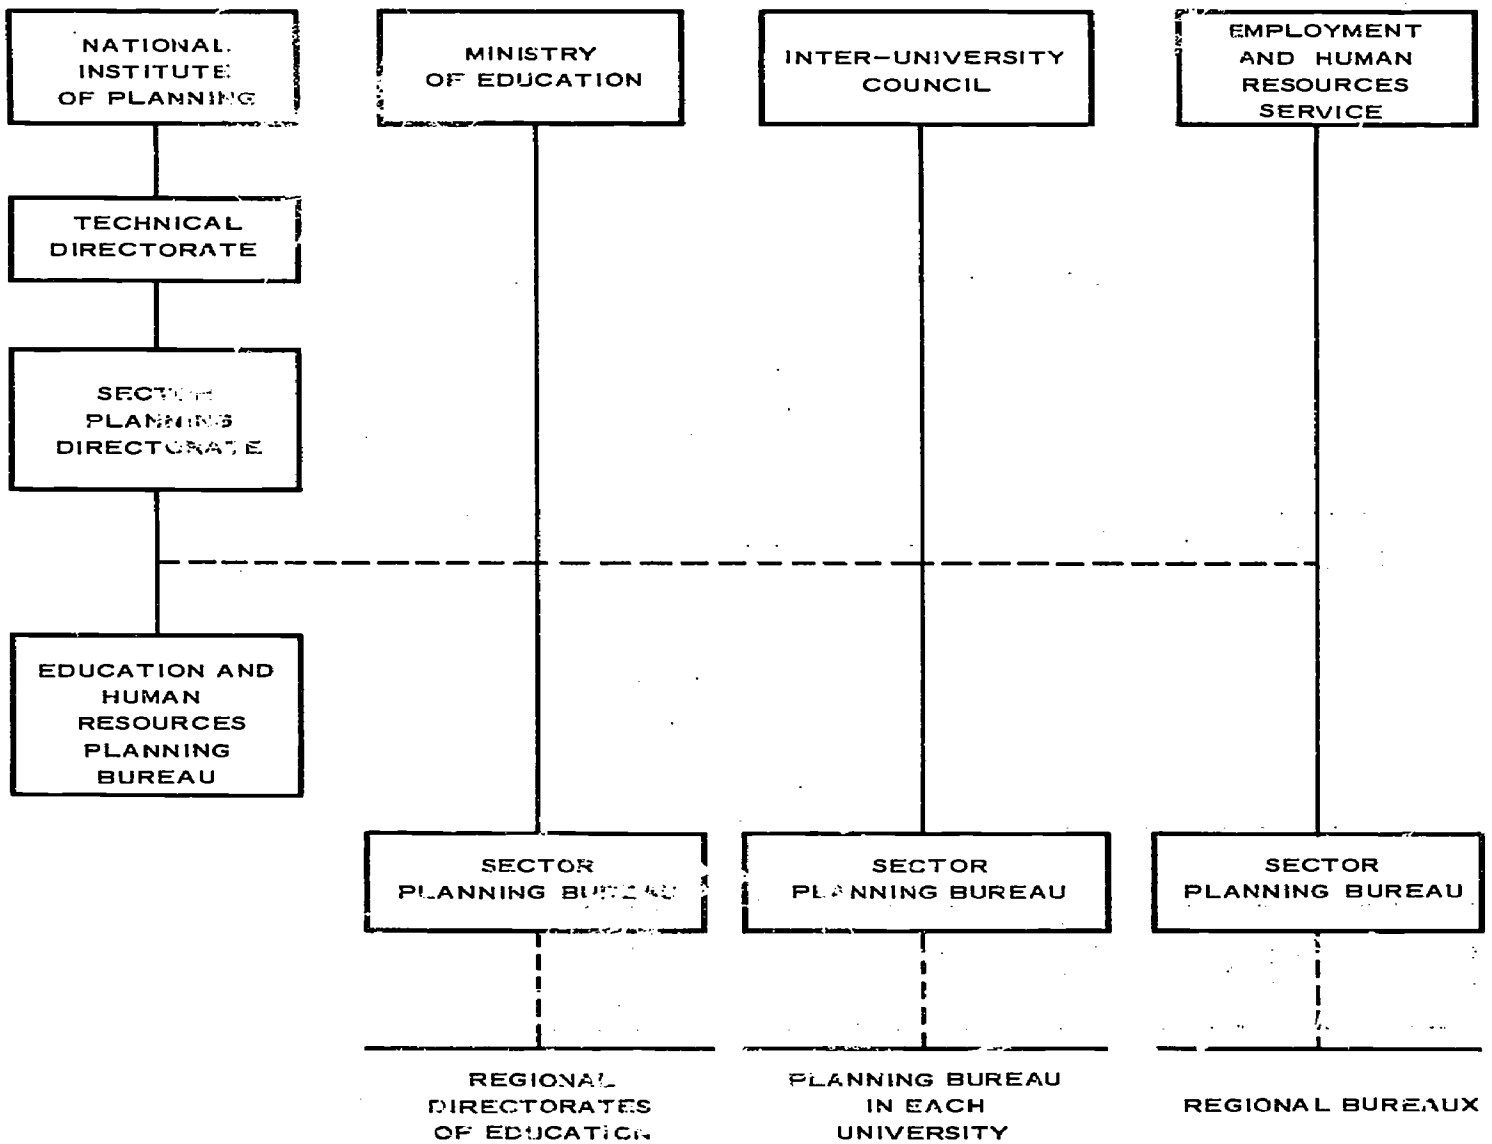 NATIONAL
INSTITUTE
OF PLANNING
MINISTRY
OF EDUCATION
INTER-UNIVERSITY
COUNCIL
EMPLOYMENT
AND HUMAN
RESOURCES
SERVICE
TECHNICAL
DIRECTORATE
SECTOR
PLANNING
DIRECTORATE
EDUCATION AND
HUMAN
RESOURCES
PLANNING
BUREAU
SECTOR
PLANNING BUREAU
SECTOR
PLANNING BUREAU
SECTOR
PLANNING BUREAU
REGIONAL
DIRECTORATES
OF EDUCATION
PLANNING BUREAU
IN EACH
UNIVERSITY
REGIONAL BUREAUX